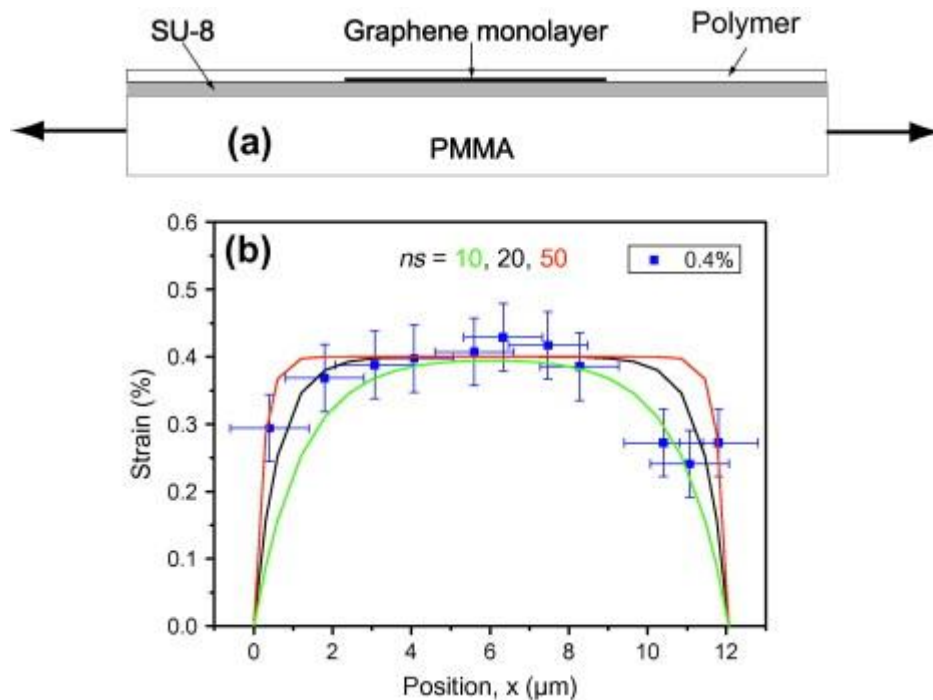 SU-8
Graphene monolayer
Polymer
(a)
PMMA
(b)
ns = 10, 20, 50
0.4%
0.6
0.5
0.4
0.3
0.2
0.1
0.0
Strain (%)
0 2 4 6 8 10 12
Position, x (μm)